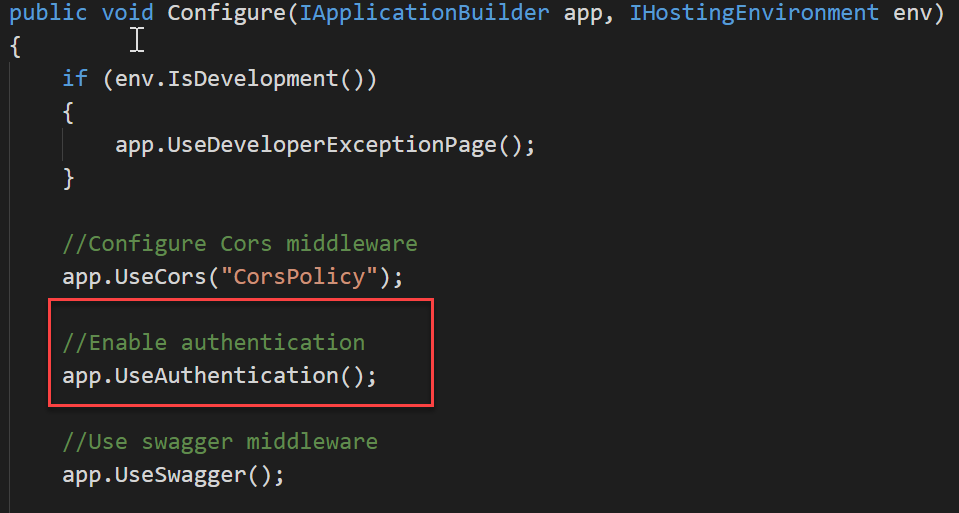 public void Configure(IApplicationBuilder app, IHostingEnvironment env)
{
    if (env.IsDevelopment())
    {
        app.UseDeveloperExceptionPage();
    }
    //Configure Cors middleware
    app.UseCors("CorsPolicy");
    //Enable authentication
    app.UseAuthentication();
    //Use swagger middleware
    app.UseSwagger();